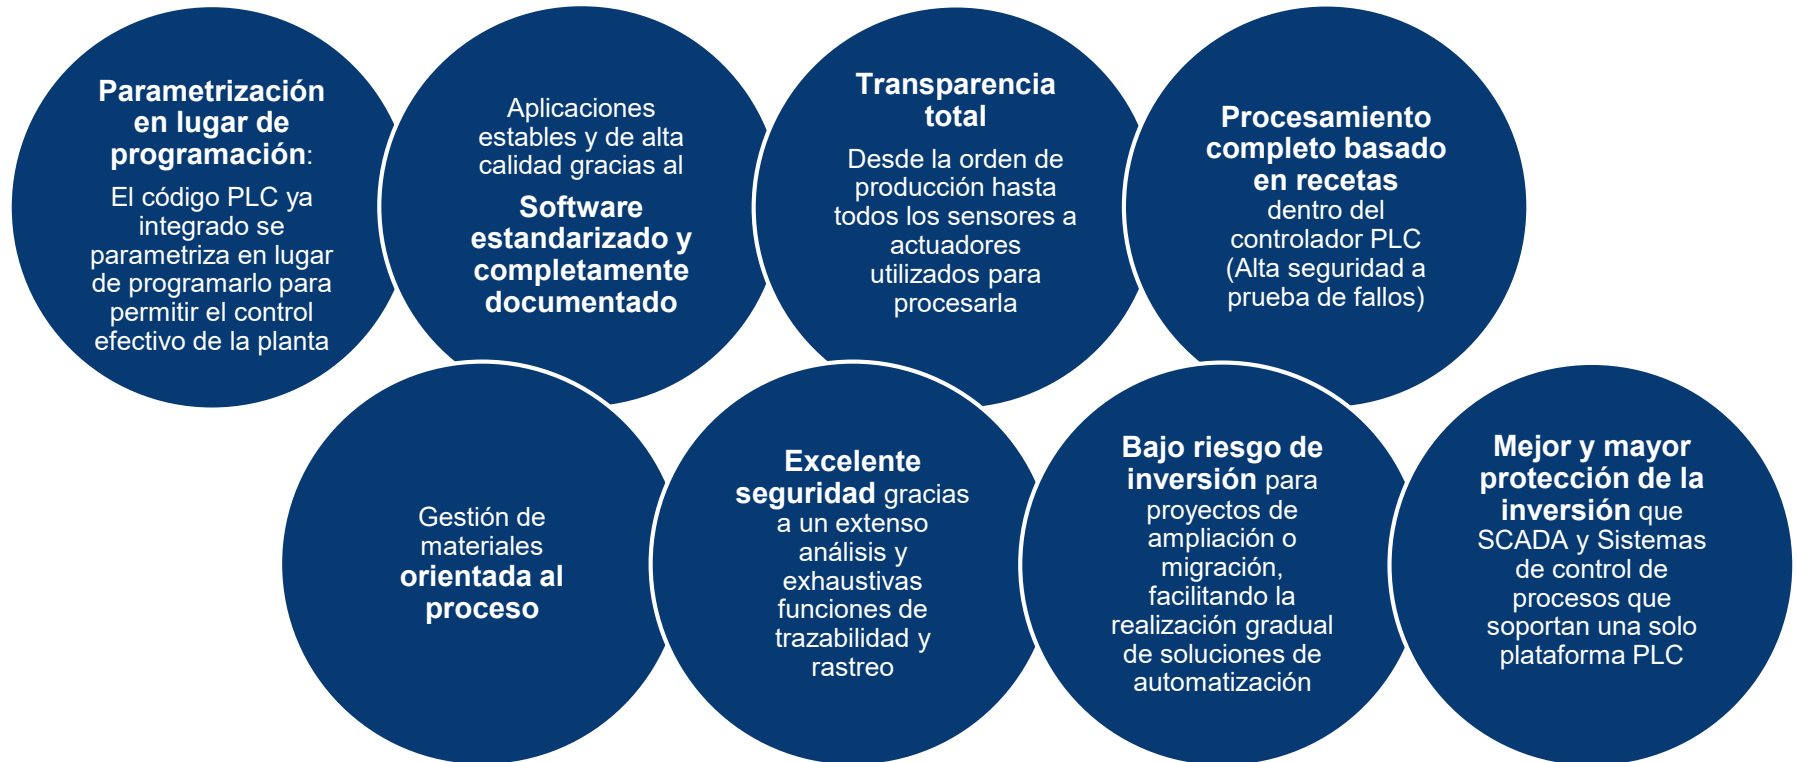 Parametrización
en lugar de
programación:
El código PLC ya
integrado se
parametriza en lugar
de programarlo para
permitir el control
efectivo de la planta
Aplicaciones
estables y de alta
calidad gracias al
Software
estandarizado y
completamente
documentado
Transparencia
total
Desde la orden de
producción hasta
todos los sensores a
actuadores
utilizados para
procesarla
Procesamiento
completo basado
en recetas
dentro del
controlador PLC
(Alta seguridad a
prueba de fallos)
Gestión de
materiales
orientada al
proceso
Excelente
seguridad gracias
a un extenso
análisis y
exhaustivas
funciones de
trazabilidad y
rastreo
Bajo riesgo de
inversión para
proyectos de
ampliación o
migración,
facilitando la
realización gradual
de soluciones de
automatización
Mejor y mayor
protección de la
inversión que
SCADA y Sistemas
de control de
procesos que
soportan una solo
plataforma PLC